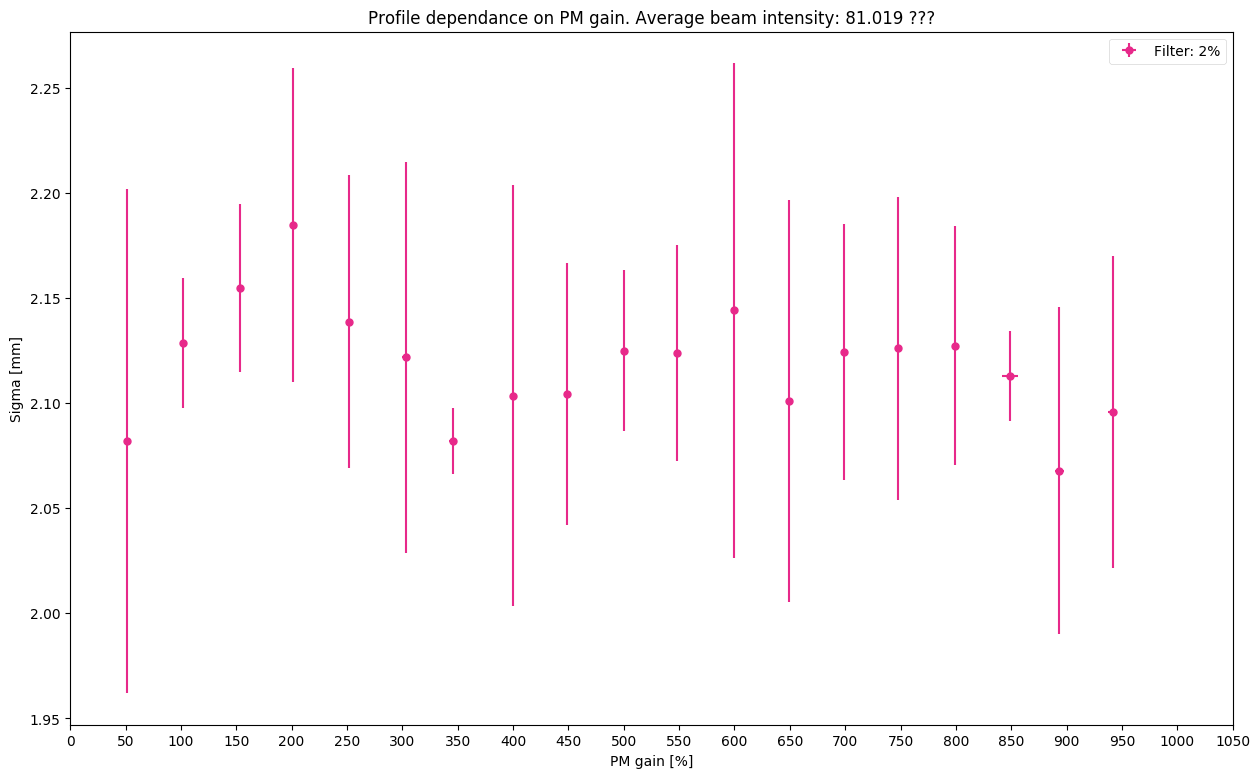 Profile dependance on PM gain. Average beam intensity: 81.019 ???
Filter: 2%
2.25
2.20
2.15
2.10
2.05
2.00
1.95
Sigma [mm]
0 50 100 150 200 250 300 350 400 450 500 550 600 650 700 750 800 850 900 950 1000 1050
PM gain [%]